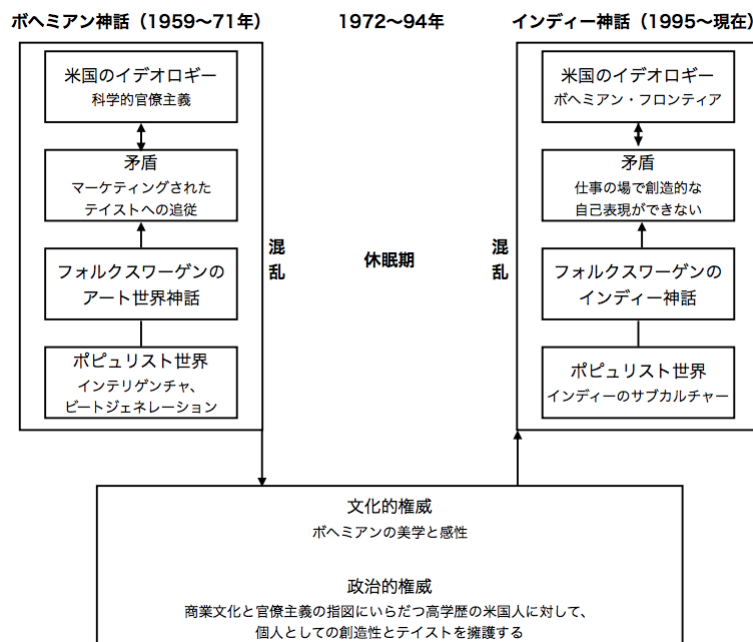 ボヘミアン神話（1959〜71年）
1972〜94年
インディー神話（1995〜現在）
米国のイデオロギー
科学的官僚主義
矛盾
マーケティングされた
テイストへの追従
フォルクスワーゲンの
アート世界神話
ポピュリスト世界
インテリゲンチャ、
ビートジェネレーション
混乱
休眠期
混乱
米国のイデオロギー
ボヘミアン・フロンティア
矛盾
仕事の場で創造的な
自己表現ができない
フォルクスワーゲンの
インディー神話
ポピュリスト世界
インディーのサブカルチャー
文化的権威
ボヘミアンの美学と感性
政治的権威
商業文化と官僚主義の指図にいらだつ高学歴の米国人に対して、
個人としての創造性とテイストを擁護する